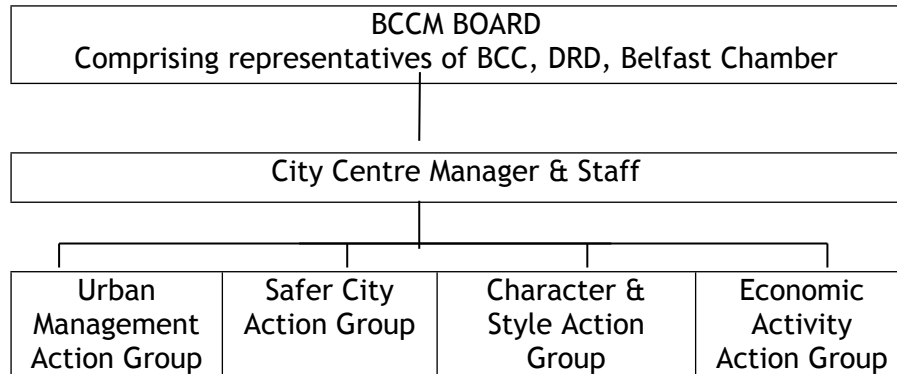 BCCM BOARD
Comprising representatives of BCC, DRD, Belfast Chamber
City Centre Manager & Staff
Urban
Management
Action Group
Safer City
Action Group
Character &
Style Action
Group
Economic
Activity
Action Group